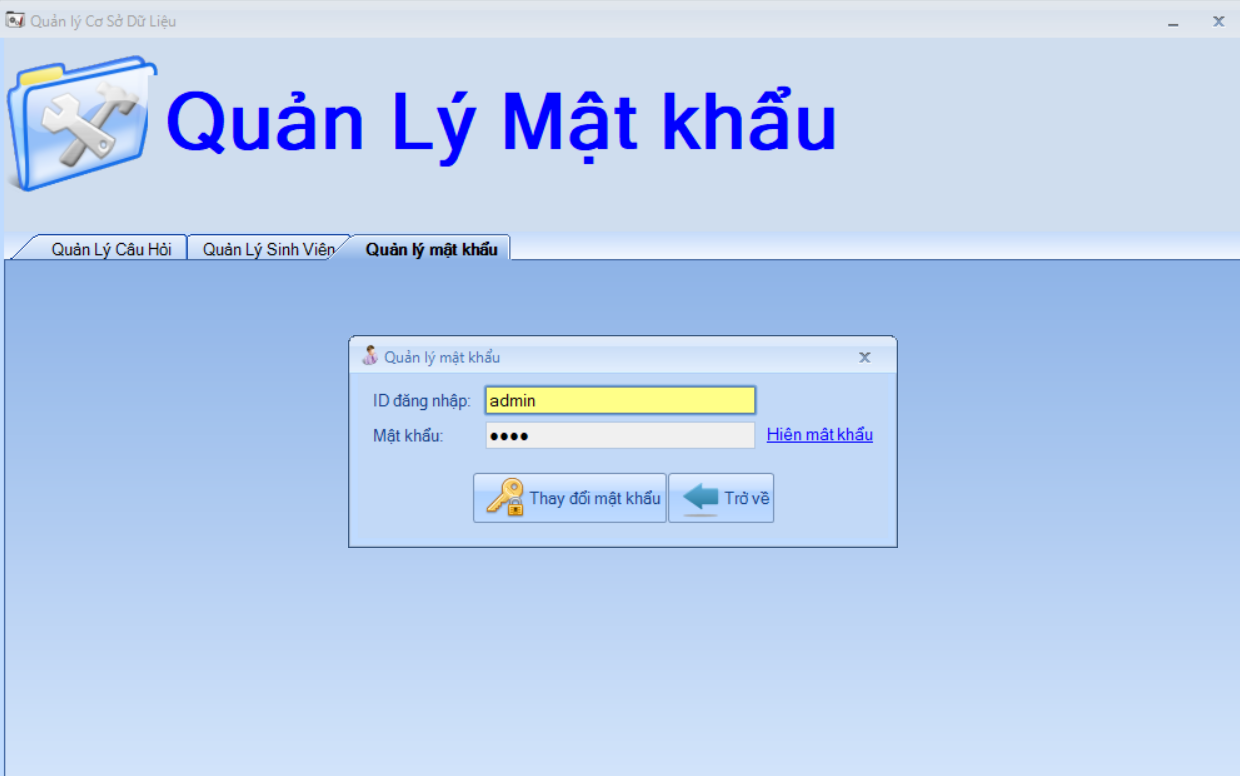 Quản lý Cơ Sở Dữ Liệu
Quản Lý Mật khẩu
Quản Lý Câu Hỏi Quản Lý Sinh Viên Quản lý mật khẩu
Quản lý mật khẩu
ID đăng nhập: admin
Mật khẩu: ●●●● Hiện mật khẩu
Thay đổi mật khẩu Trở về